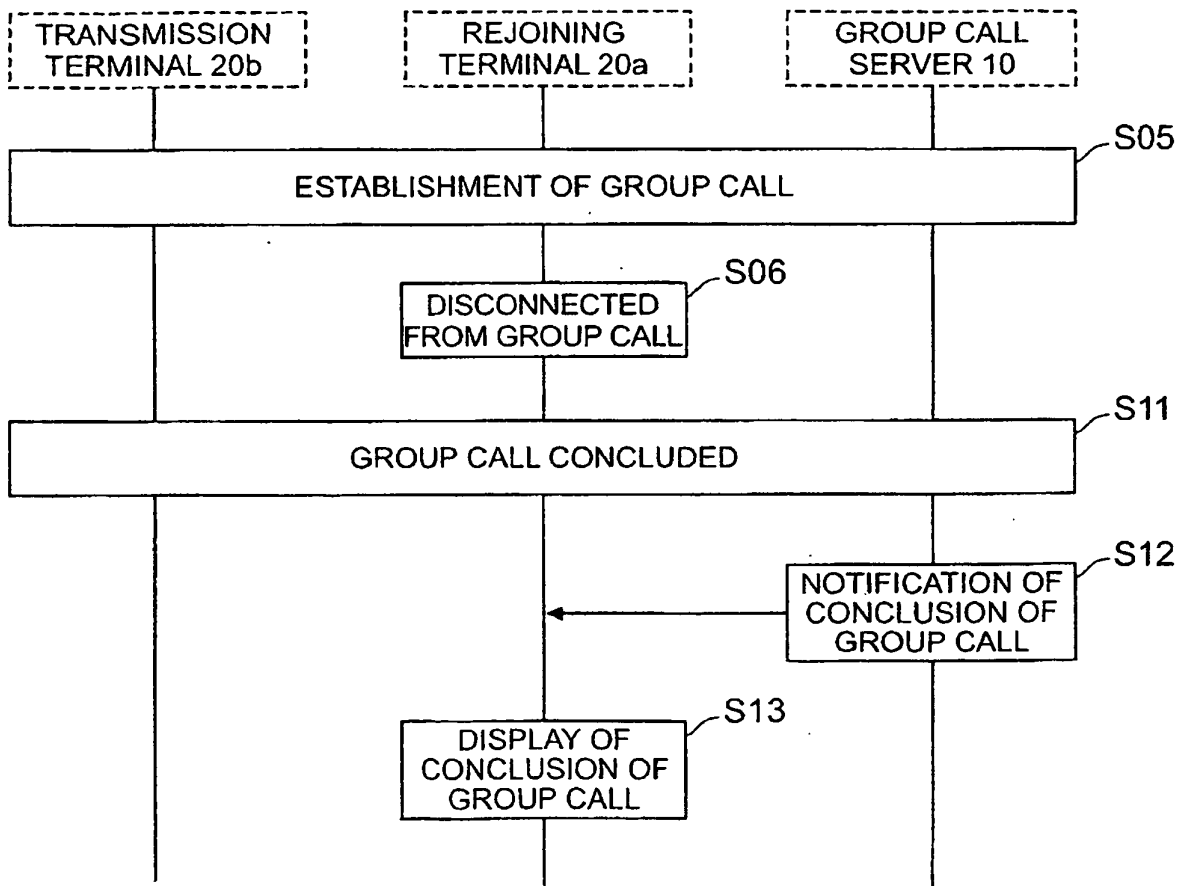 TRANSMISSION
TERMINAL 20b
REJOINING
TERMINAL 20a
GROUP CALL
SERVER 10
S05
ESTABLISHMENT OF GROUP CALL
S06
DISCONNECTED
FROM GROUP CALL
S11
GROUP CALL CONCLUDED
S12
NOTIFICATION OF
CONCLUSION OF
GROUP CALL
S13
DISPLAY OF
CONCLUSION OF
GROUP CALL